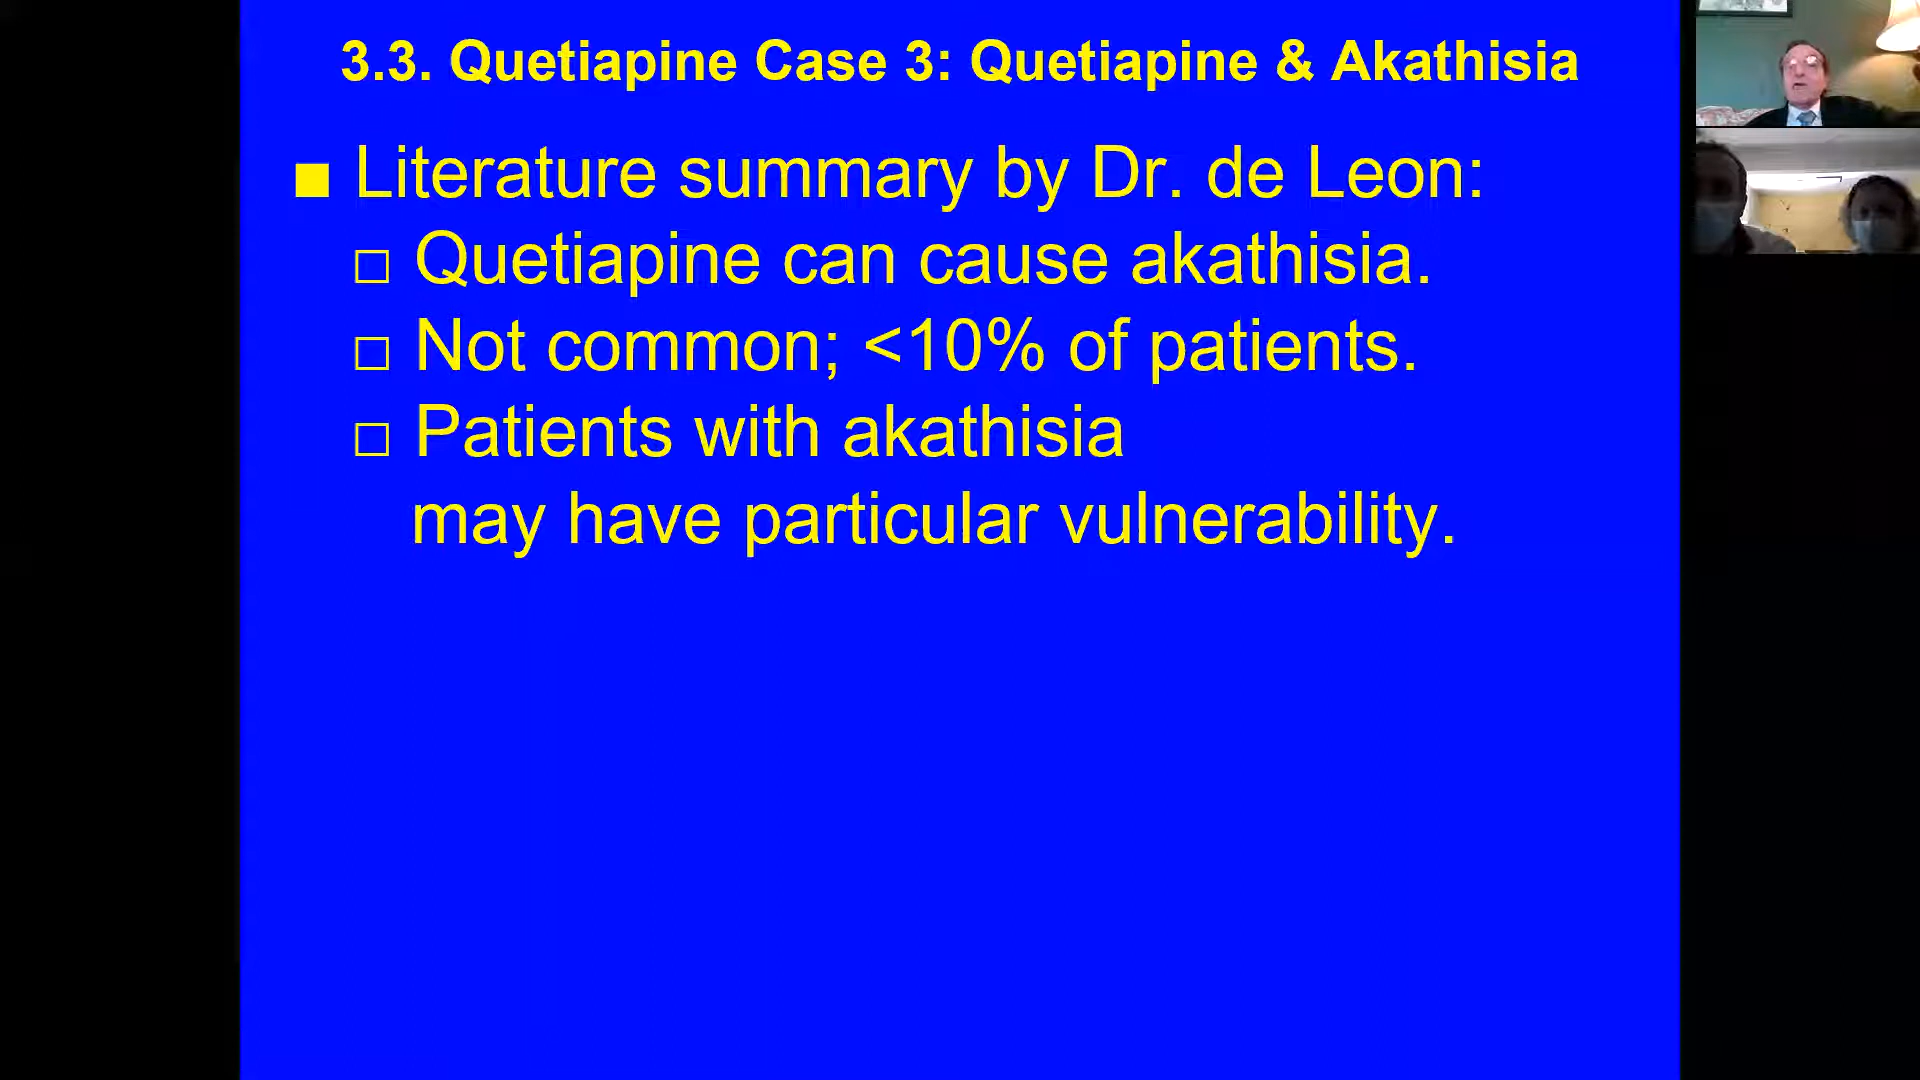 3.3. Quetiapine Case 3: Quetiapine & Akathisia
■ Literature summary by Dr. de Leon:
□ Quetiapine can cause akathisia.
□ Not common; <10% of patients.
□ Patients with akathisia
may have particular vulnerability.